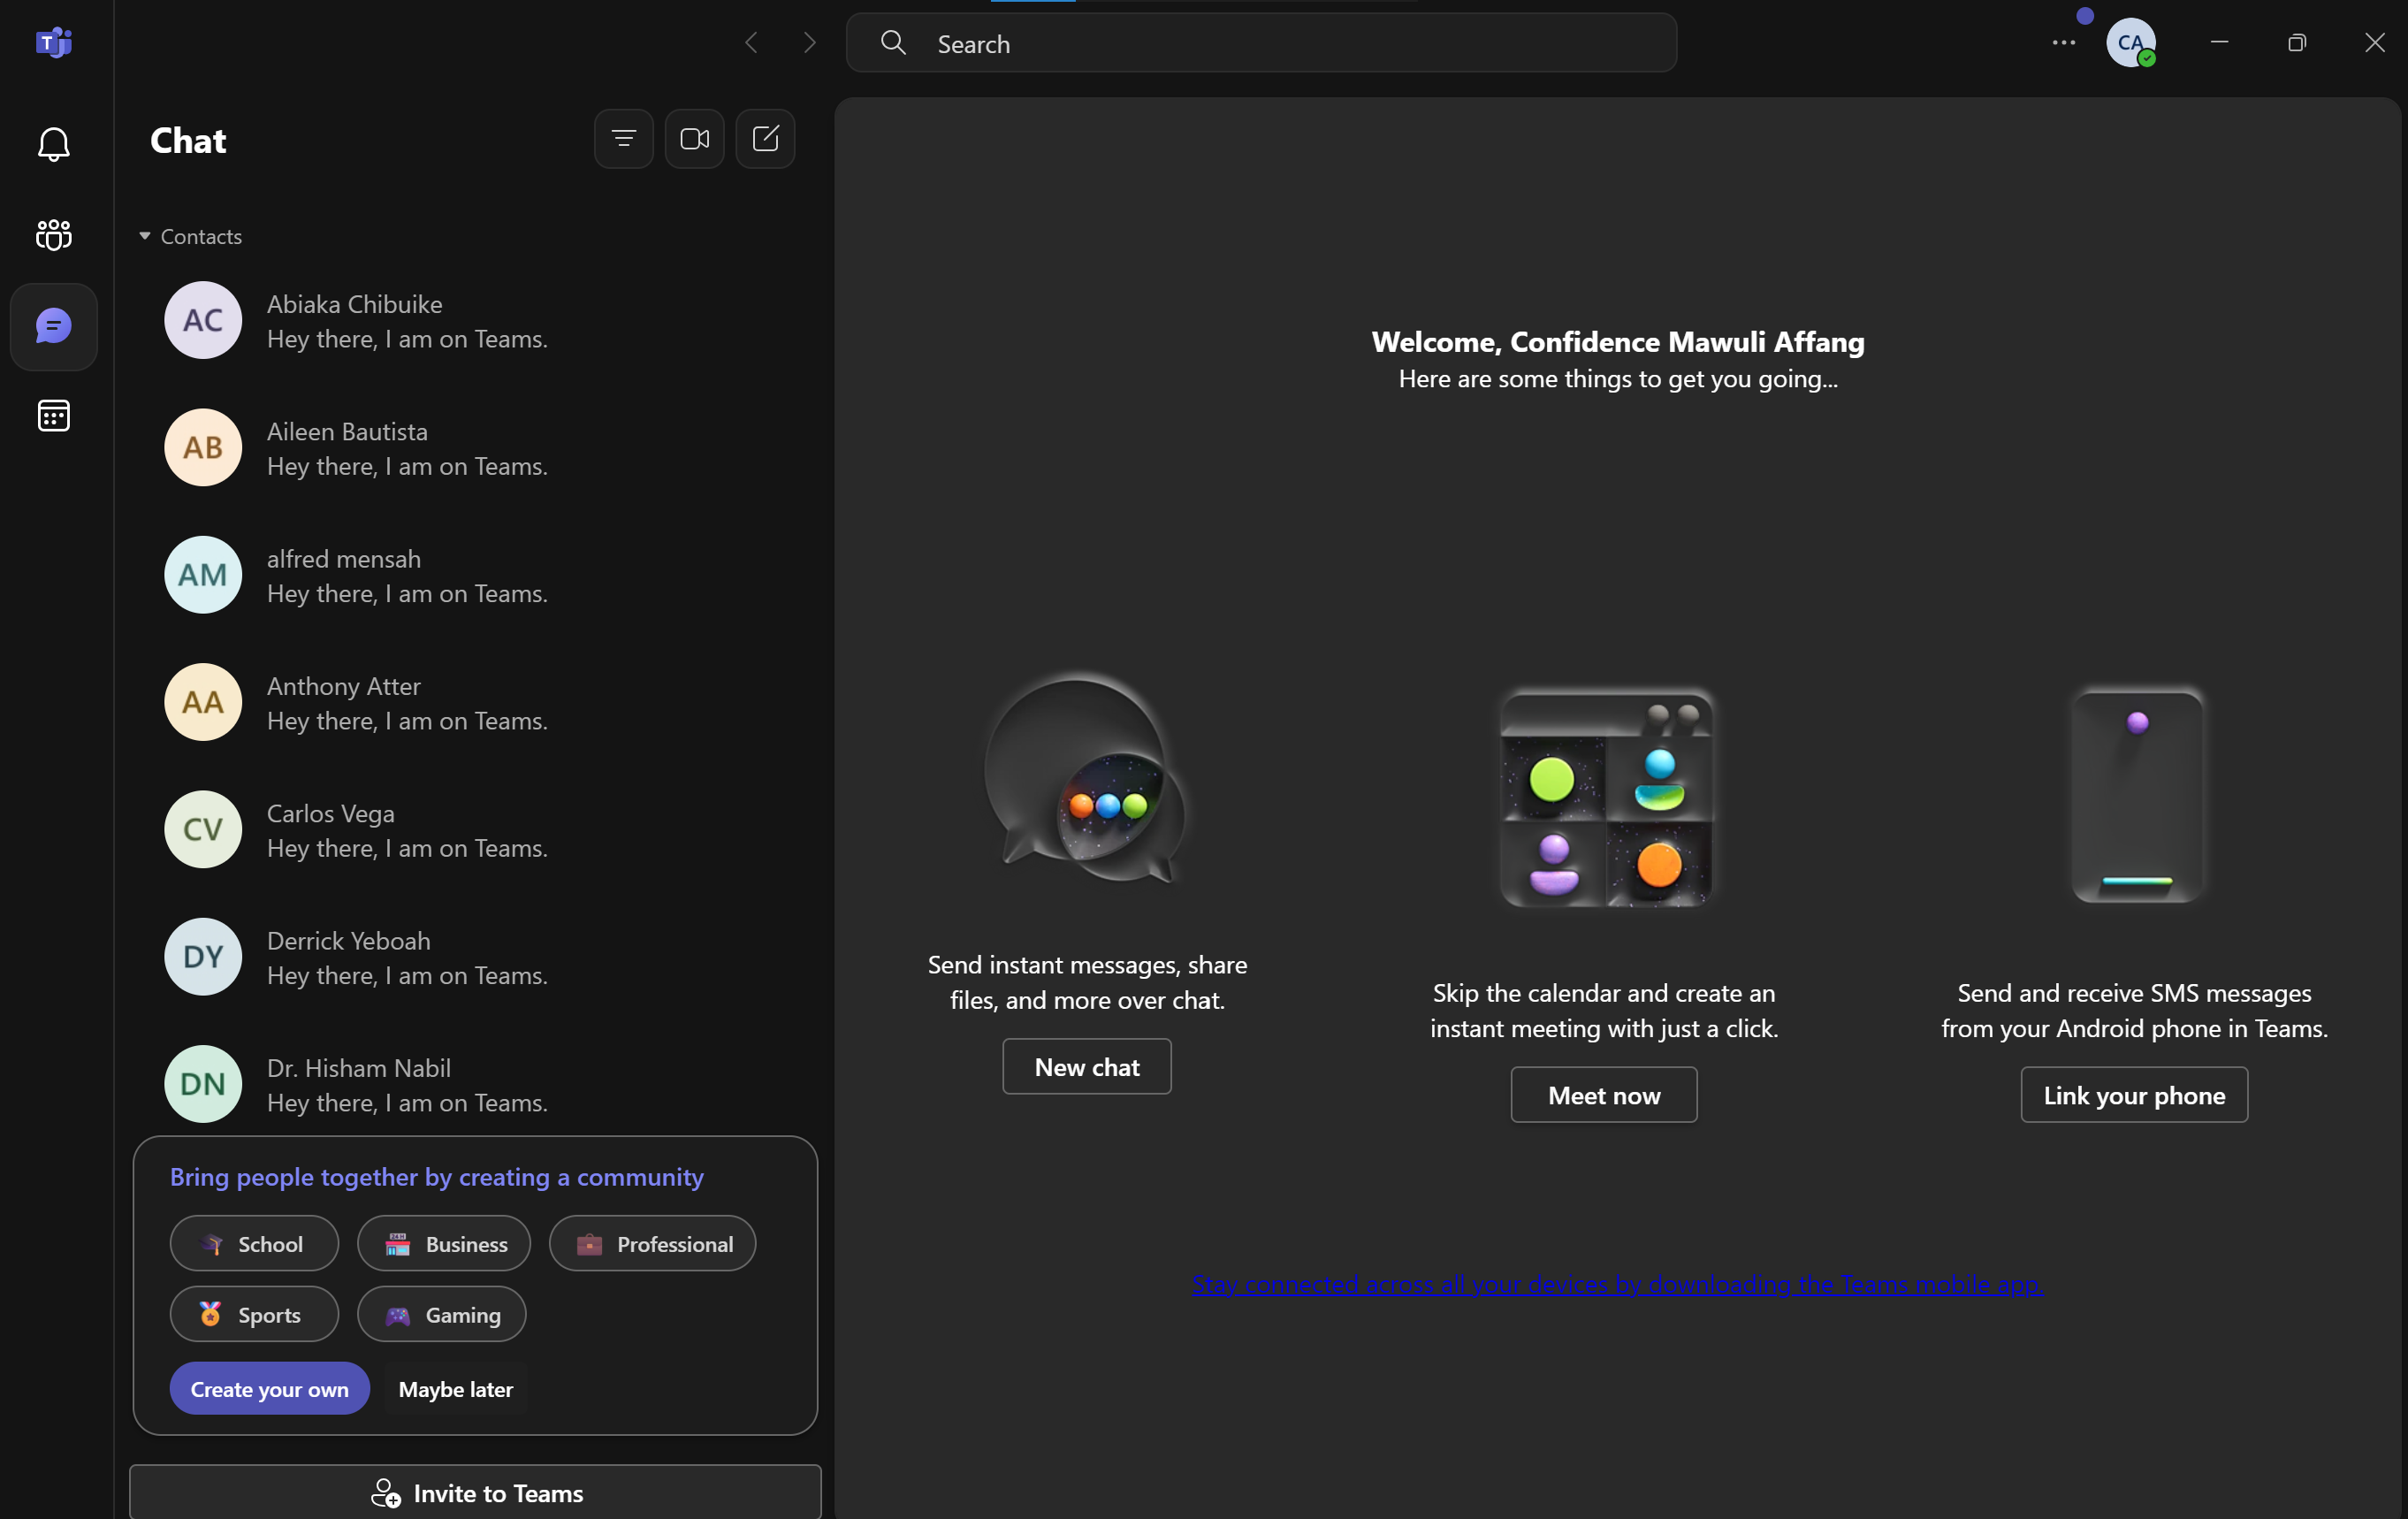 T
Search
CA
Chat
Contacts
AC
Abiaka Chibuike
Hey there, I am on Teams.
AB
Aileen Bautista
Hey there, I am on Teams.
AM
alfred mensah
Hey there, I am on Teams.
AA
Anthony Atter
Hey there, I am on Teams.
CV
Carlos Vega
Hey there, I am on Teams.
DY
Derrick Yeboah
Hey there, I am on Teams.
DN
Dr. Hisham Nabil
Hey there, I am on Teams.
Bring people together by creating a community
School
Business
Professional
Sports
Gaming
Create your own
Maybe later
Invite to Teams
Welcome, Confidence Mawuli Affang
Here are some things to get you going...
Send instant messages, share
files, and more over chat.
New chat
Skip the calendar and create an
instant meeting with just a click.
Meet now
Send and receive SMS messages
from your Android phone in Teams.
Link your phone
Stay connected across all your devices by downloading the Teams mobile app.